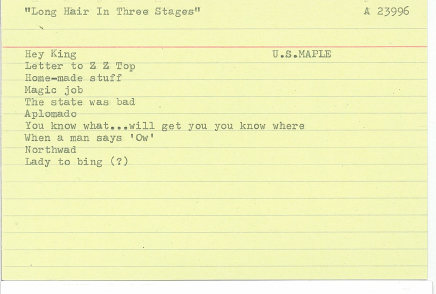 "Long Hair In Three Stages" A 23996
Hey King U.S.MAPLE
Letter to Z Z Top
Home-made stuff
Magic job
The state was bad
Aplomado
You know what...will get you you know where
When a man says 'Ow'
Northwad
Lady to bing (?)